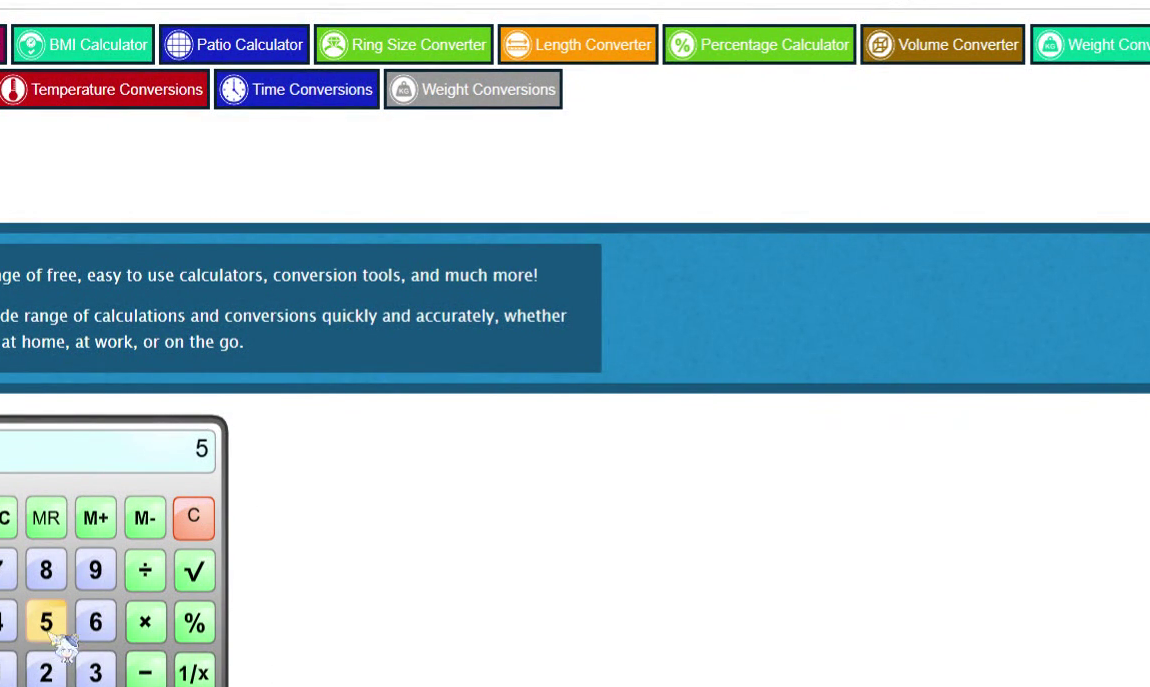 BMI Calculator Patio Calculator Ring Size Converter Length Converter Percentage Calculator Volume Converter Weight
Temperature Conversions Time Conversions Weight Conversions
of free, easy to use calculators, conversion tools, and much more!
range of calculations and conversions quickly and accurately, whether
at home, at work, or on the go.
5
MR M+ M- C
8 9 ÷ √
5 6 × %
2 3 − 1/x